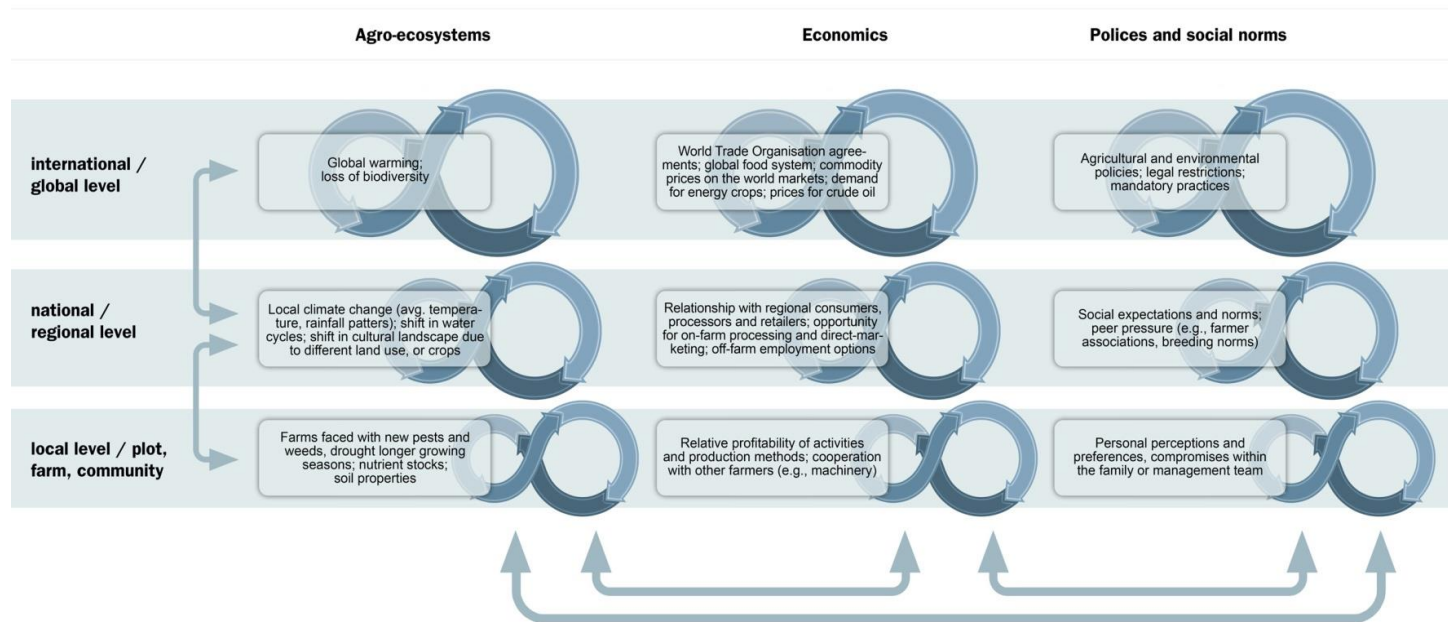 Agro-ecosystems
Economics
Polices and social norms
international /
global level
Global warming;
loss of biodiversity
World Trade Organisation agree-
ments; global food system; commodity
prices on the world markets; demand
for energy crops; prices for crude oil
Agricultural and environmental
policies; legal restrictions;
mandatory practices
national /
regional level
Local climate change (avg. tempera-
ture, rainfall patters); shift in water
cycles; shift in cultural landscape due
to different land use, or crops
Relationship with regional consumers,
processors and retailers; opportunity
for on-farm processing and direct-mar-
keting; off-farm employment options
Social expectations and norms;
peer pressure (e.g., farmer
associations, breeding norms)
local level / plot,
farm, community
Farms faced with new pests and
weeds, drought longer growing
seasons; nutrient stocks;
soil properties
Relative profitability of activities
and production methods; cooperation
with other farmers (e.g., machinery)
Personal perceptions and
preferences, compromises within
the family or management team